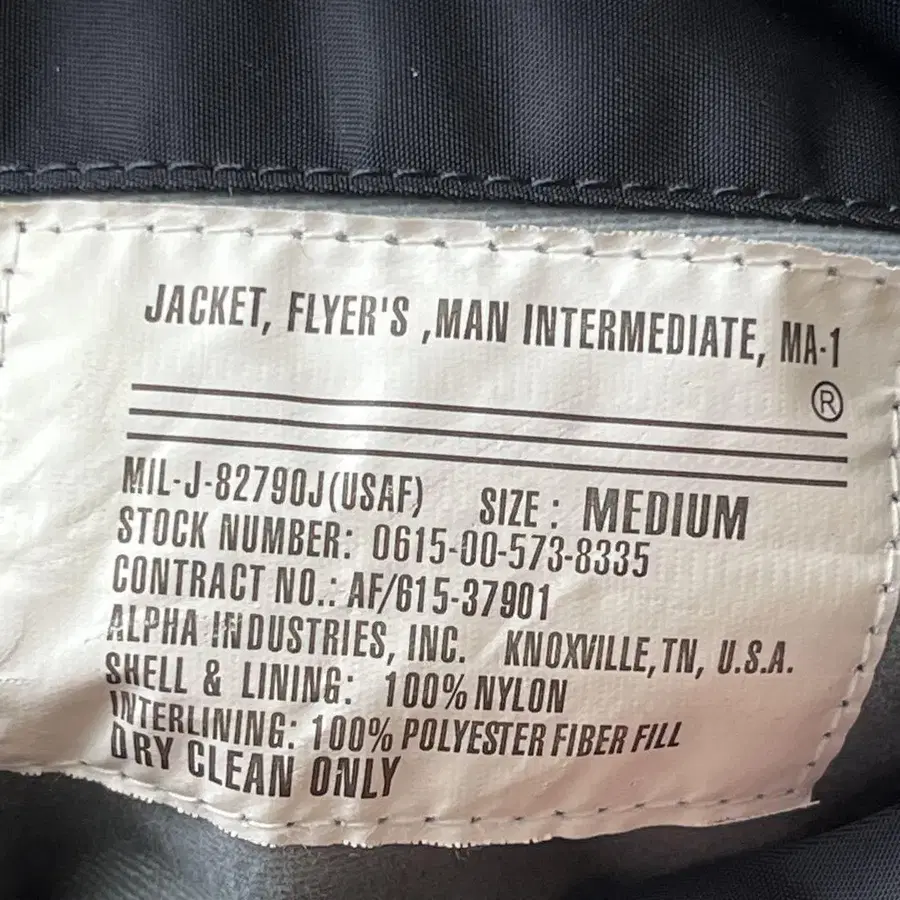 JACKET, FLYER'S ,MAN INTERMEDIATE, MA-1
®
MIL-J-82790J(USAF) SIZE : MEDIUM
STOCK NUMBER: 0615-00-573-8335
CONTRACT NO.: AF/615-37901
ALPHA INDUSTRIES, INC. KNOXVILLE, TN, U.S.A.
SHELL & LINING: 100% NYLON
INTERLINING: 100% POLYESTER FIBER FILL
DRY CLEAN ONLY